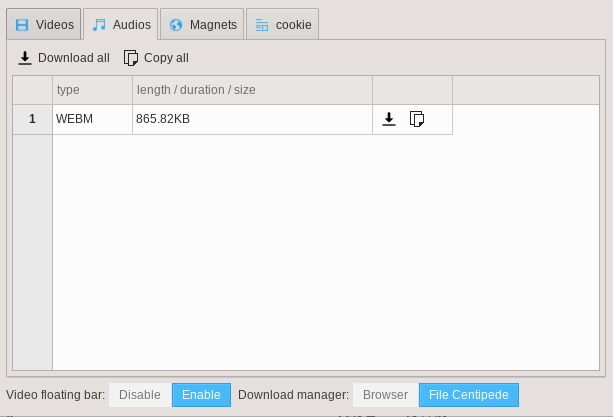 Videos Audios Magnets cookie
Download all Copy all
type length / duration / size
1 WEBM 865.82KB
Video floating bar: Disable Enable Download manager: Browser File Centipede